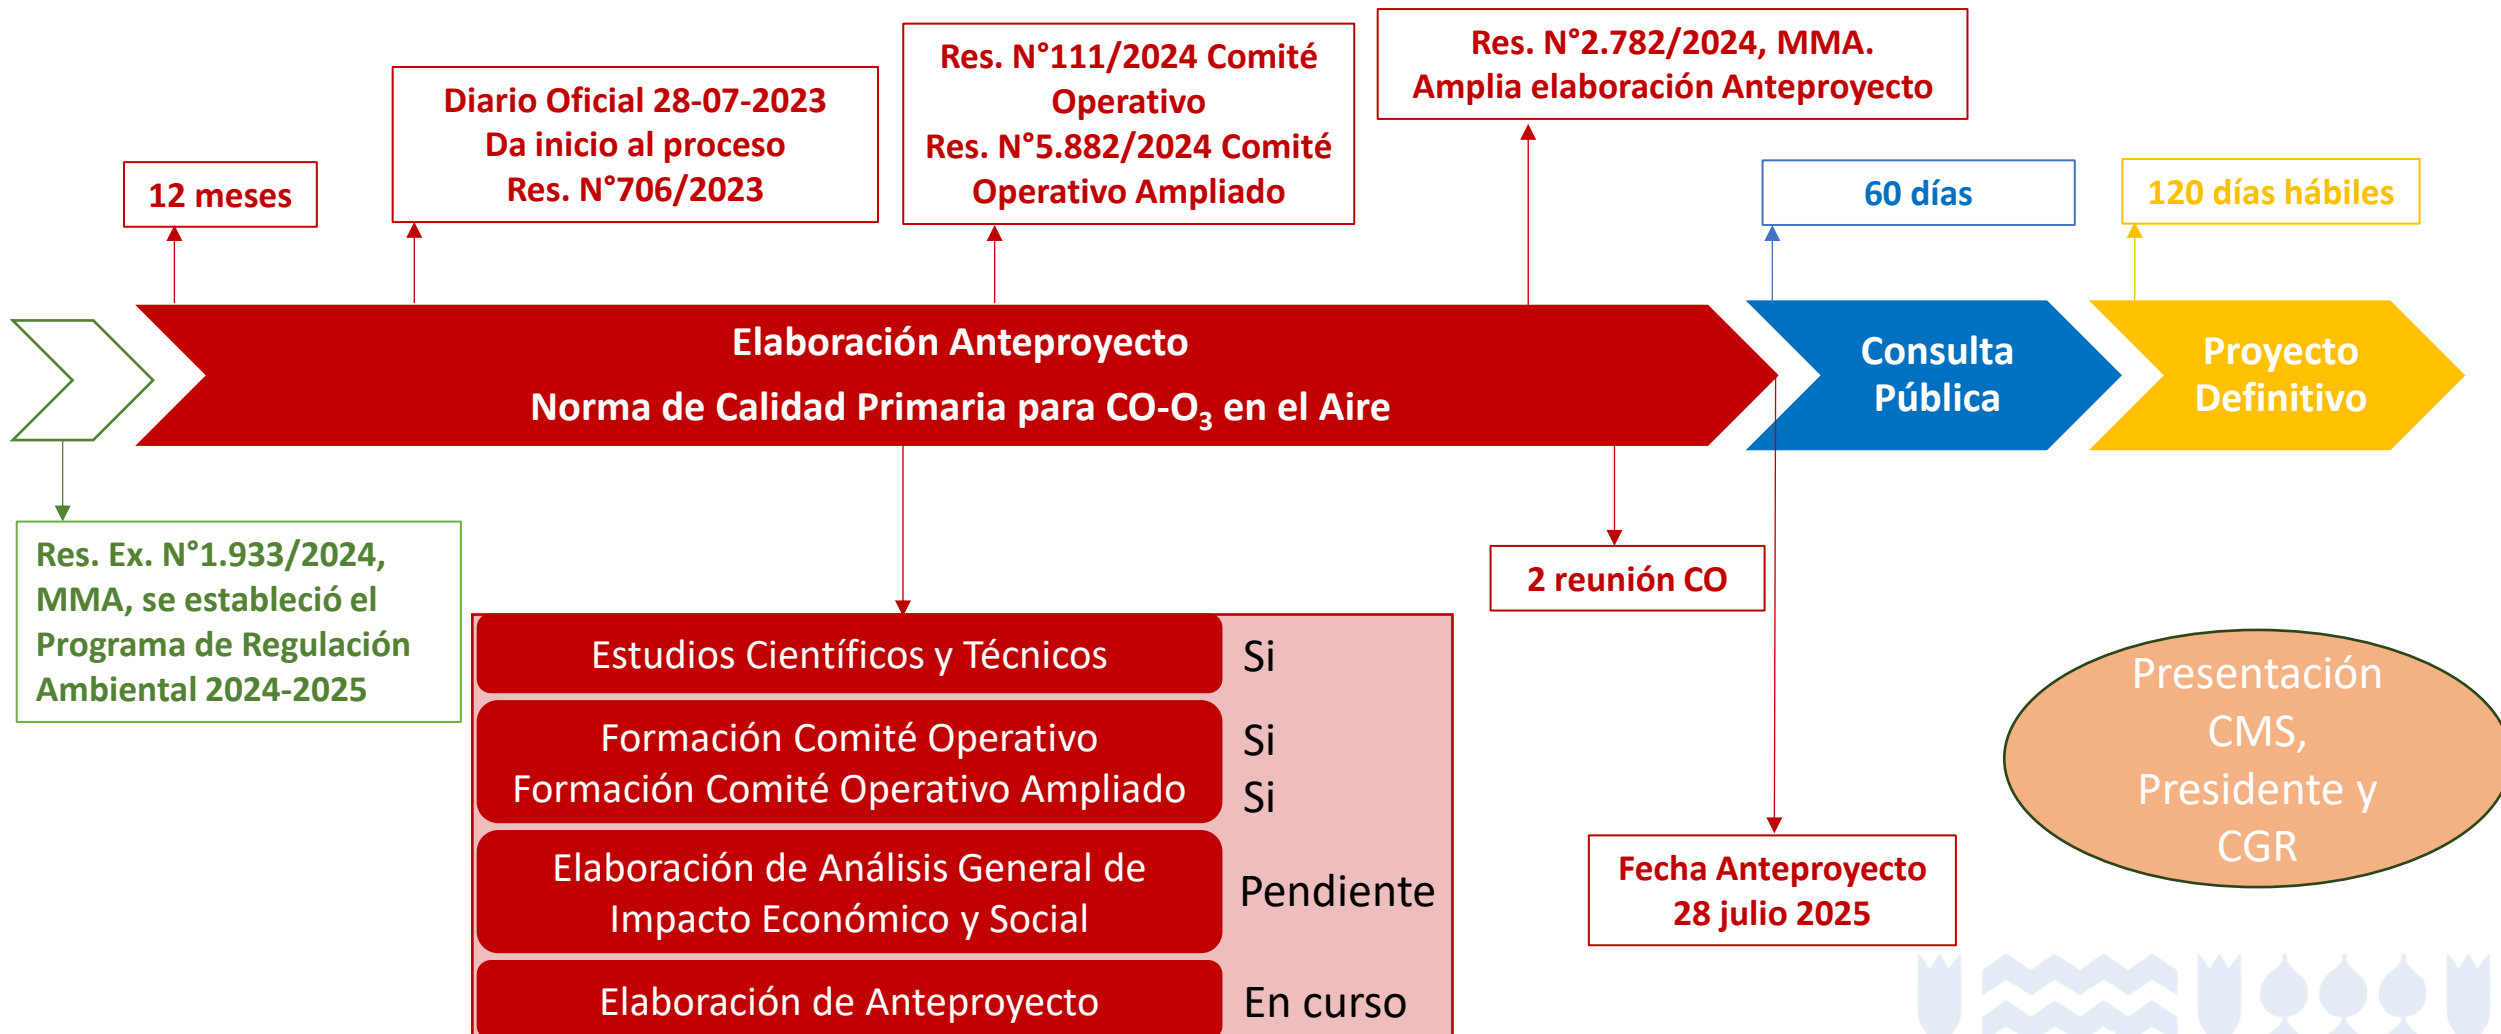 12 meses
Diario Oficial 28-07-2023
Da inicio al proceso
Res. N°706/2023
Res. N°111/2024 Comité
Operativo
Res. N°5.882/2024 Comité
Operativo Ampliado
Res. N°2.782/2024, MMA.
Amplia elaboración Anteproyecto
60 días
120 días hábiles
Elaboración Anteproyecto
Norma de Calidad Primaria para CO-O₃ en el Aire
Consulta
Pública
Proyecto
Definitivo
Res. Ex. N°1.933/2024,
MMA, se estableció el
Programa de Regulación
Ambiental 2024-2025
Estudios Científicos y Técnicos Si
Formación Comité Operativo Si
Formación Comité Operativo Ampliado Si
Elaboración de Análisis General de
Impacto Económico y Social
Pendiente
Elaboración de Anteproyecto En curso
2 reunión CO
Fecha Anteproyecto
28 julio 2025
Presentación
CMS,
Presidente y
CGR